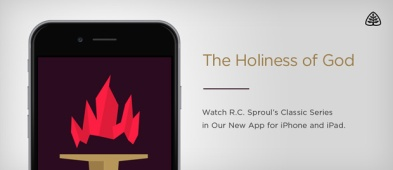 The Holiness of God
Watch R.C. Sproul's Classic Series
in Our New App for iPhone and iPad.